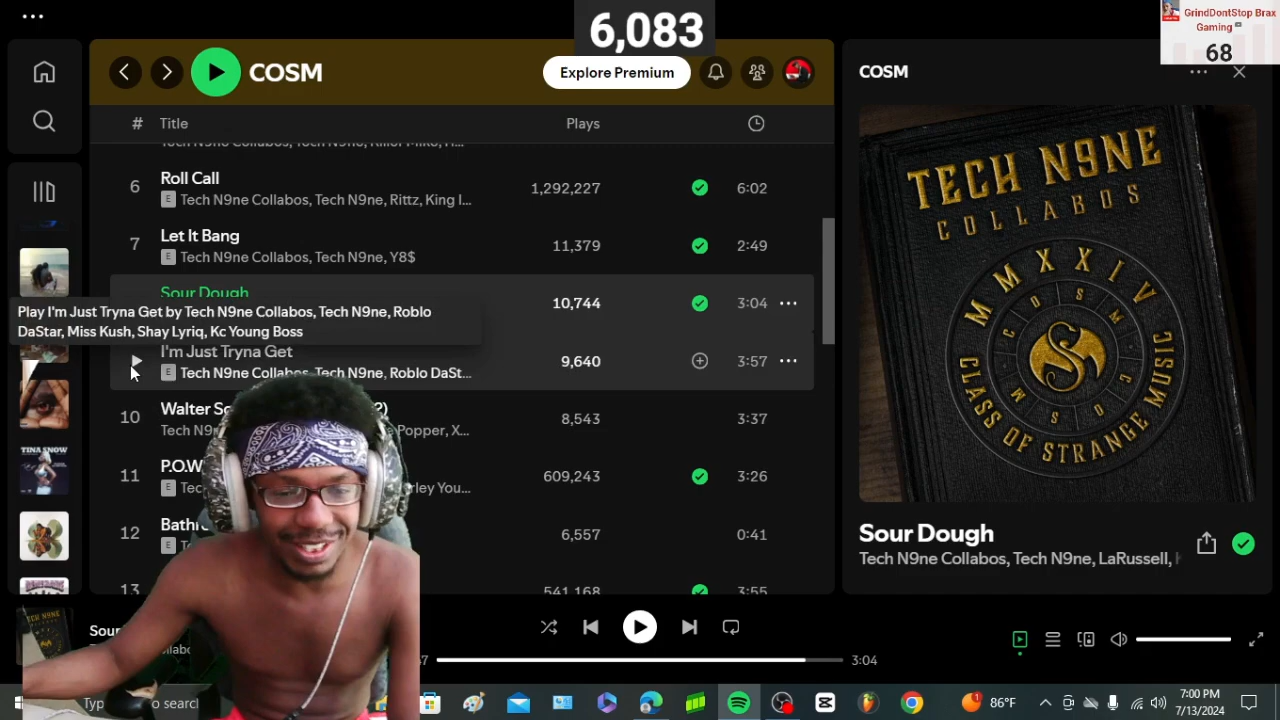 6,083
GrindDontStop Brax
Gaming
68
COSM
Explore Premium
COSM
# Title Plays
6 Roll Call 1,292,227 6:02
E Tech N9ne Collabos, Tech N9ne, Rittz, King I...
7 Let It Bang 11,379 2:49
E Tech N9ne Collabos, Tech N9ne, Y8$
Sour Dough 10,744 3:04
Play I'm Just Tryna Get by Tech N9ne Collabos, Tech N9ne, Roblo
DaStar, Miss Kush, Shay Lyriq, Kc Young Boss
I'm Just Tryna Get 9,640 3:57
E Tech N9ne Collabos, Tech N9ne, Roblo DaSt...
10 Walter 8,543 3:37
Popper, X...
11 P.O.W 609,243 3:26
E
12 6,557 0:41
E
13 541,168 3:55
TINA SNOW
TECH N9NE
COLLABOS
MMXXIV
COSM
CLASS OF STRANGE MUSIC
Sour Dough
Tech N9ne Collabos, Tech N9ne, LaRussell,
3:04
86°F
7:00 PM
7/13/2024